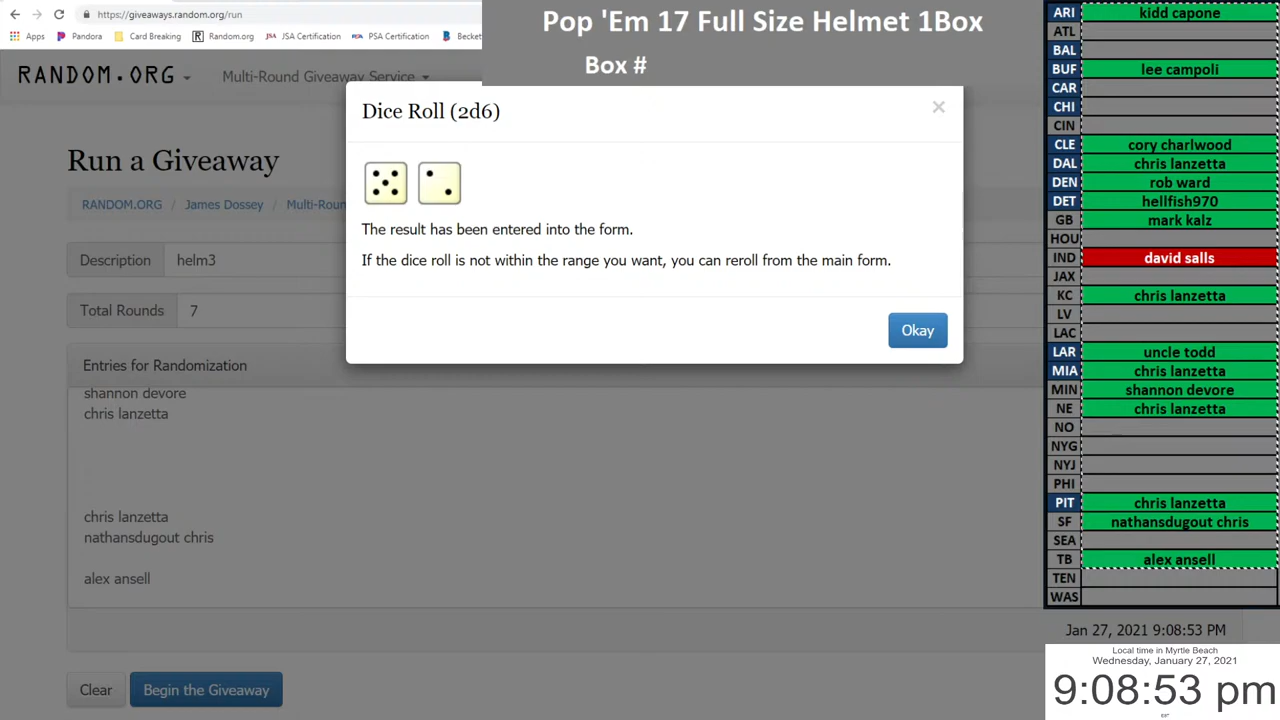 https://giveaways.random.org/run
Apps
Pandora
Card Breaking
Random.org
JSA Certification
PSA Certification
Becket
Pop 'Em 17 Full Size Helmet 1Box
Box #
RANDOM.ORG
Multi-Round Giveaway Service
Run a Giveaway
RANDOM.ORG / James Dossey / Multi-Roun
Description helm3
Total Rounds 7
Entries for Randomization
shannon devore
chris lanzetta
chris lanzetta
nathansdugout chris
alex ansell
Clear
Begin the Giveaway
Dice Roll (2d6)
×
The result has been entered into the form.
If the dice roll is not within the range you want, you can reroll from the main form.
Okay
ARI kidd capone
ATL
BAL
BUF lee campoli
CAR
CHI
CIN
CLE cory charlwood
DAL chris lanzetta
DEN rob ward
DET hellfish970
GB mark kalz
HOU
IND david salls
JAX
KC chris lanzetta
LV
LAC
LAR uncle todd
MIA chris lanzetta
MIN shannon devore
NE chris lanzetta
NO
NYG
NYJ
PHI
PIT chris lanzetta
SF nathansdugout chris
SEA
TB alex ansell
TEN
WAS
Jan 27, 2021 9:08:53 PM
Local time in Myrtle Beach
Wednesday, January 27, 2021
9:08:53 pm